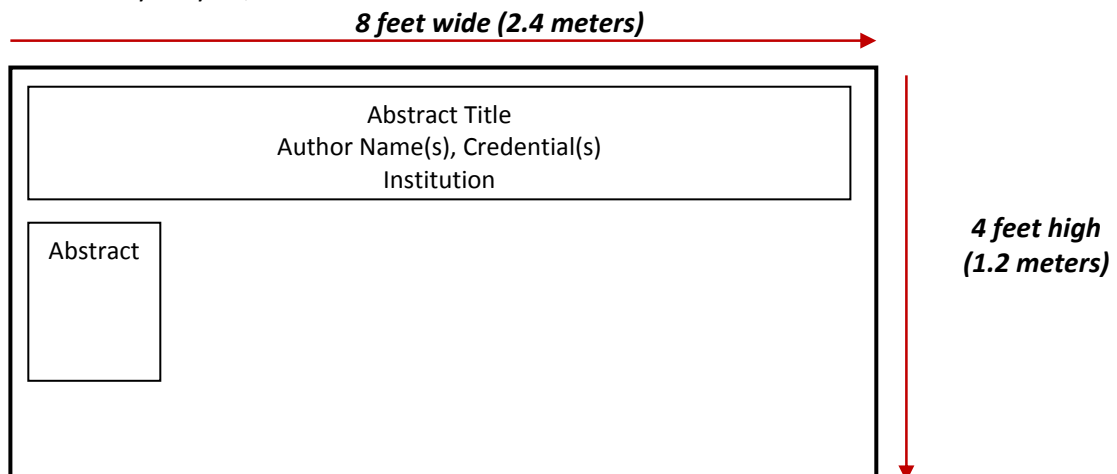 8 feet wide (2.4 meters)
Abstract Title
Author Name(s), Credential(s)
Institution
Abstract
4 feet high
(1.2 meters)